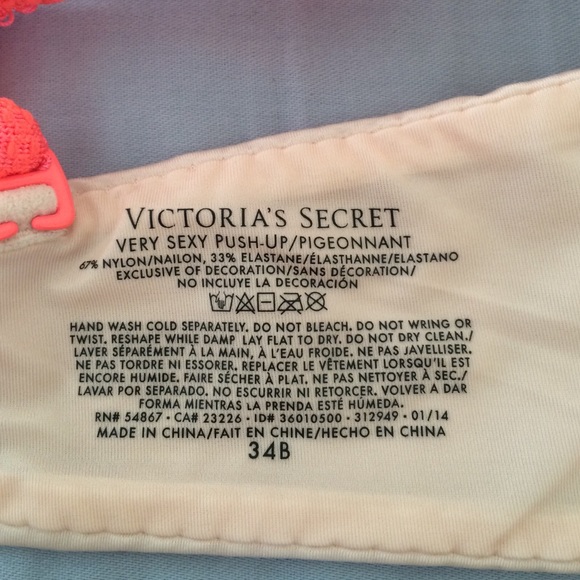 VICTORIA'S SECRET
VERY SEXY PUSH-UP/PIGEONNANT
67% NYLON/NAILON, 33% ELASTANE/ÉLASTHANNE/ELASTANO
EXCLUSIVE OF DECORATION/SANS DÉCORATION/
NO INCLUYE LA DECORACIÓN
HAND WASH COLD SEPARATELY. DO NOT BLEACH. DO NOT WRING OR
TWIST. RESHAPE WHILE DAMP LAY FLAT TO DRY. DO NOT DRY CLEAN./
LAVER SÉPARÉMENT À LA MAIN, À L'EAU FROIDE. NE PAS JAVELLISER.
NE PAS TORDRE NI ESSORER. REPLACER LE VÊTEMENT LORSQU'IL EST
ENCORE HUMIDE. FAIRE SÉCHER À PLAT. NE PAS NETTOYER À SEC./
LAVAR POR SEPARADO. NO ESCURRIR NI RETORCER. VOLVER A DAR
FORMA MIENTRAS LA PRENDA ESTÉ HÚMEDA.
RN# 54867 • CA# 23226 • ID# 36010500 • 312949 • 01/14
MADE IN CHINA/FAIT EN CHINE/HECHO EN CHINA
34B